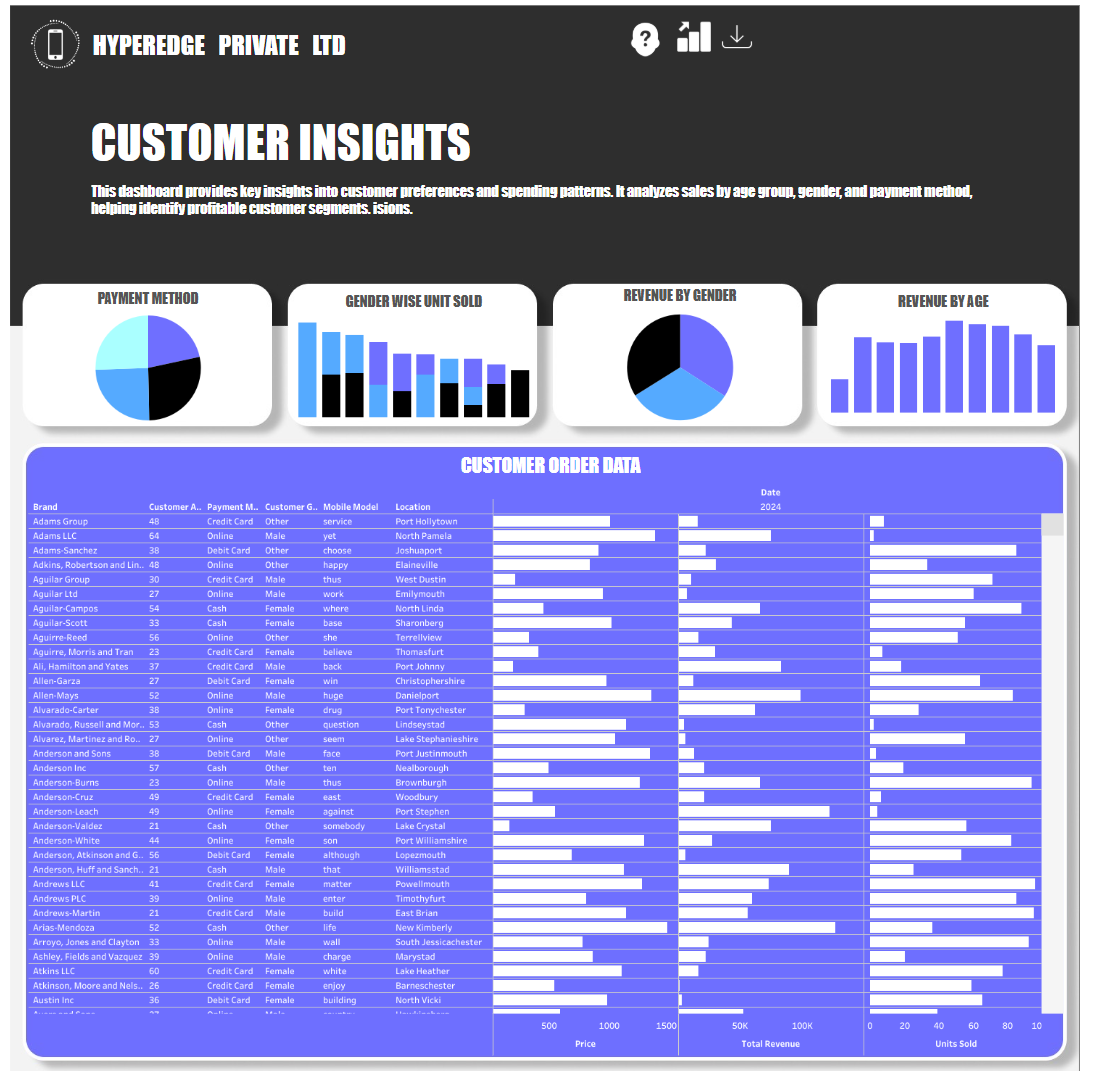 HYPEREDGE PRIVATE LTD
?
CUSTOMER INSIGHTS
This dashboard provides key insights into customer preferences and spending patterns. It analyzes sales by age group, gender, and payment method,
helping identify profitable customer segments. isions.
PAYMENT METHOD
GENDER WISE UNIT SOLD
REVENUE BY GENDER
REVENUE BY AGE
CUSTOMER ORDER DATA
Date
Brand Customer A.. Payment M.. Customer G.. Mobile Model Location 2024
Adams Group 48 Credit Card Other service Port Hollytown
Adams LLC 64 Online Male yet North Pamela
Adams-Sanchez 38 Debit Card Other choose Joshuaport
Adkins, Robertson and Lin.. 48 Online Other happy Elaineville
Aguilar Group 30 Credit Card Male thus West Dustin
Aguilar Ltd 27 Online Male work Emilymouth
Aguilar-Campos 54 Cash Female where North Linda
Aguilar-Scott 33 Cash Female base Sharonberg
Aguirre-Reed 56 Online Other she Terrellview
Aguirre, Morris and Tran 23 Credit Card Female believe Thomasfurt
Ali, Hamilton and Yates 37 Credit Card Male back Port Johnny
Allen-Garza 27 Debit Card Female win Christophershire
Allen-Mays 52 Online Male huge Danielport
Alvarado-Carter 38 Online Female drug Port Tonychester
Alvarado, Russell and Mor.. 53 Cash Other question Lindseystad
Alvarez, Martinez and Ro.. 27 Online Other seem Lake Stephanieshire
Anderson and Sons 38 Debit Card Male face Port Justinmouth
Anderson Inc 57 Cash Other ten Nealborough
Anderson-Burns 23 Online Male thus Brownburgh
Anderson-Cruz 49 Credit Card Female east Woodbury
Anderson-Leach 49 Online Female against Port Stephen
Anderson-Valdez 21 Cash Other somebody Lake Crystal
Anderson-White 44 Online Female son Port Williamshire
Anderson, Atkinson and G.. 56 Debit Card Female although Lopezmouth
Anderson, Huff and Sanch.. 21 Cash Male that Williamsstad
Andrews LLC 41 Credit Card Female matter Powellmouth
Andrews PLC 39 Online Male enter Timothyfurt
Andrews-Martin 21 Credit Card Male build East Brian
Arias-Mendoza 52 Cash Other life New Kimberly
Arroyo, Jones and Clayton 33 Online Male wall South Jessicachester
Ashley, Fields and Vazquez 39 Online Male charge Marystad
Atkins LLC 60 Credit Card Female white Lake Heather
Atkinson, Moore and Nels.. 26 Credit Card Female enjoy Barneschester
Austin Inc 36 Debit Card Female building North Vicki
500 1000 1500 50K 100K 0 20 40 60 80 10
Price Total Revenue Units Sold